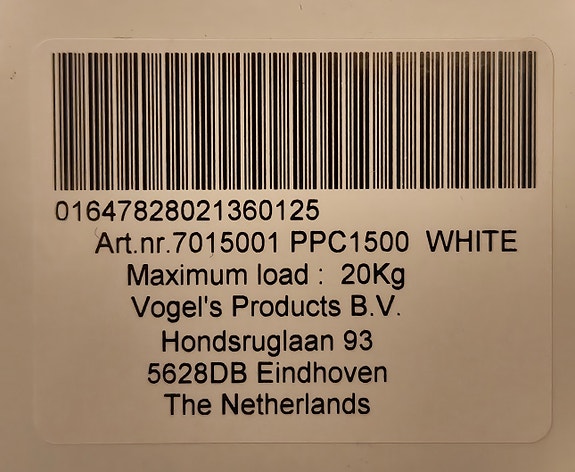 01647828021360125
Art.nr.7015001 PPC1500 WHITE
Maximum load : 20Kg
Vogel's Products B.V.
Hondsruglaan 93
5628DB Eindhoven
The Netherlands